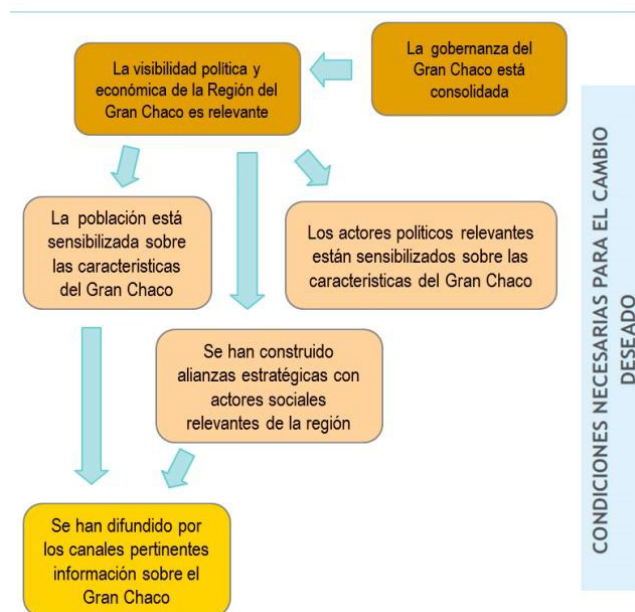 La gobernanza del
Gran Chaco está
consolidada
La visibilidad política y
económica de la Región del
Gran Chaco es relevante
La población está
sensibilizada sobre
las características
del Gran Chaco
Los actores políticos relevantes
están sensibilizados sobre las
características del Gran Chaco
Se han construido
alianzas estratégicas con
actores sociales
relevantes de la región
Se han difundido por
los canales pertinentes
información sobre el
Gran Chaco
CONDICIONES NECESARIAS PARA EL CAMBIO
DESEADO